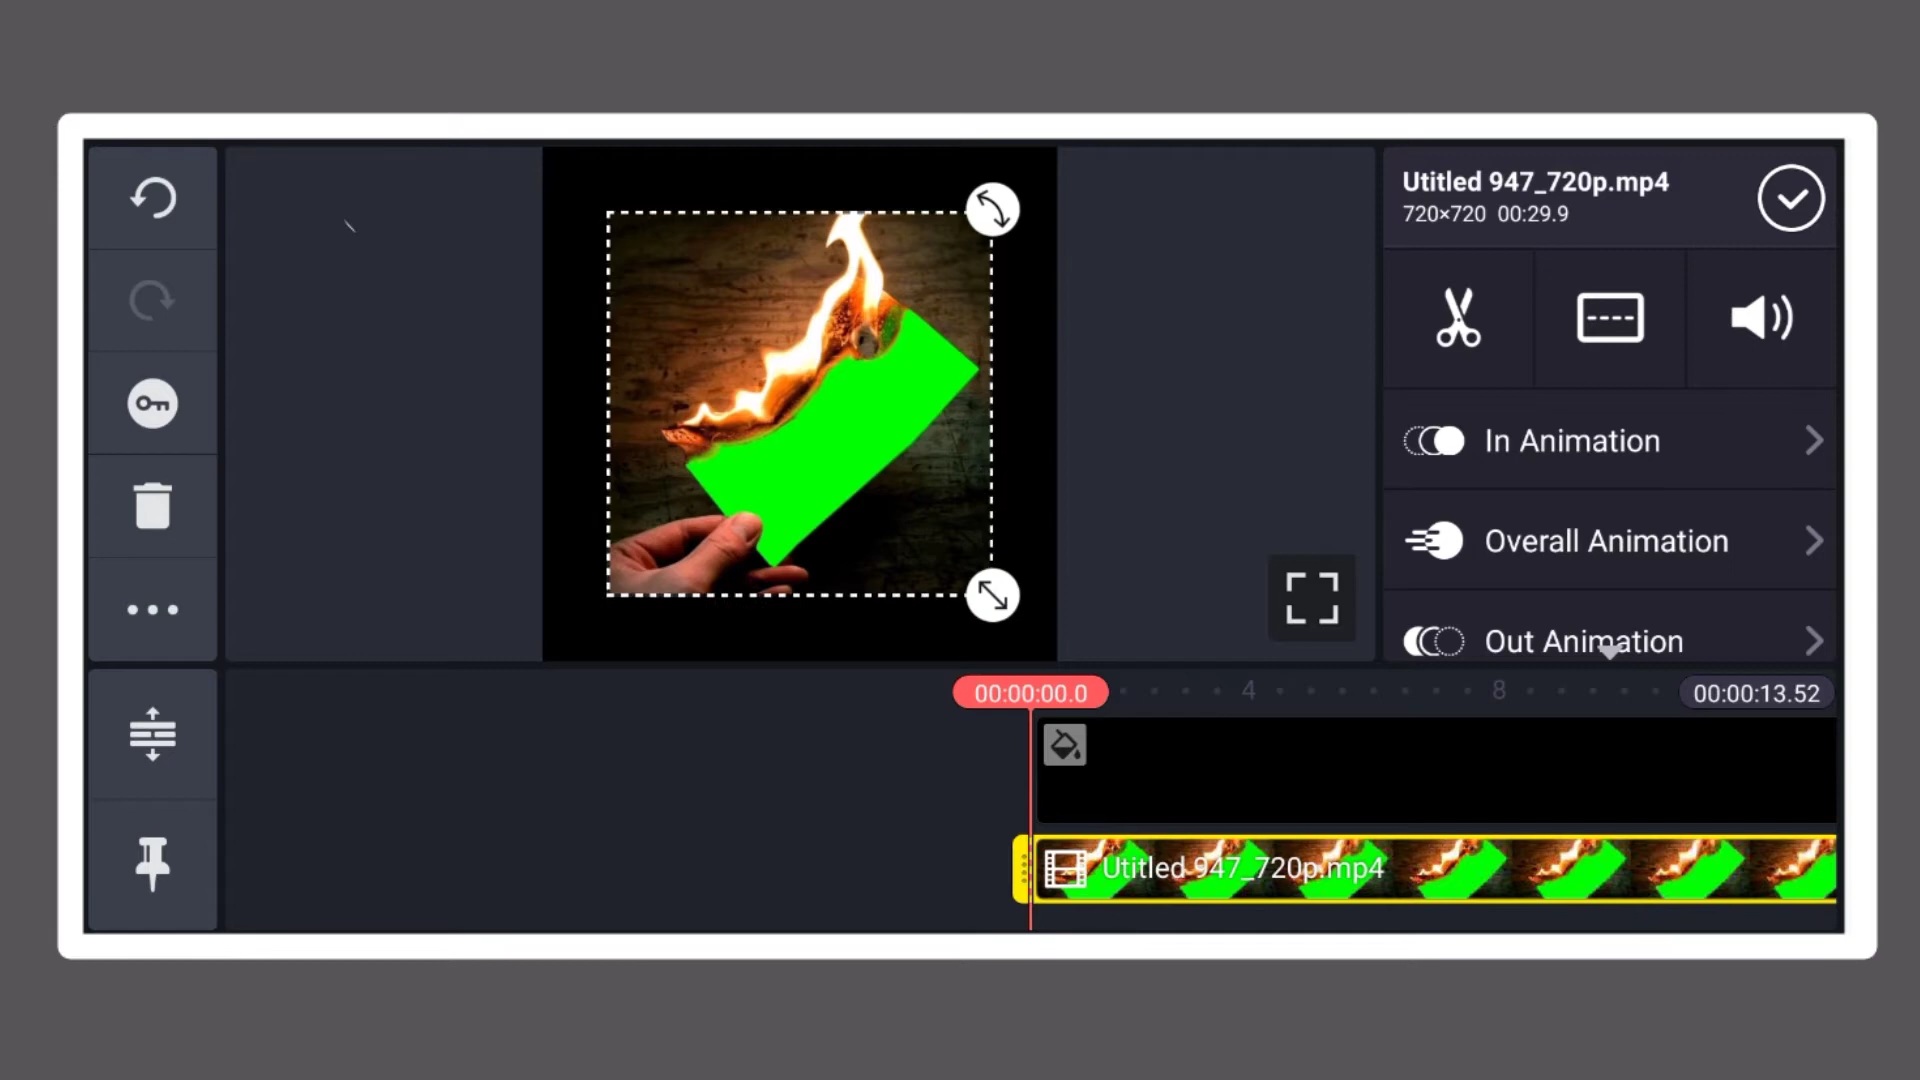 Utitled 947_720p.mp4
720×720 00:29.9
In Animation
Overall Animation
Out Animation
00:00:00.0
4
8
00:00:13.52
Utitled 947_720p.mp4